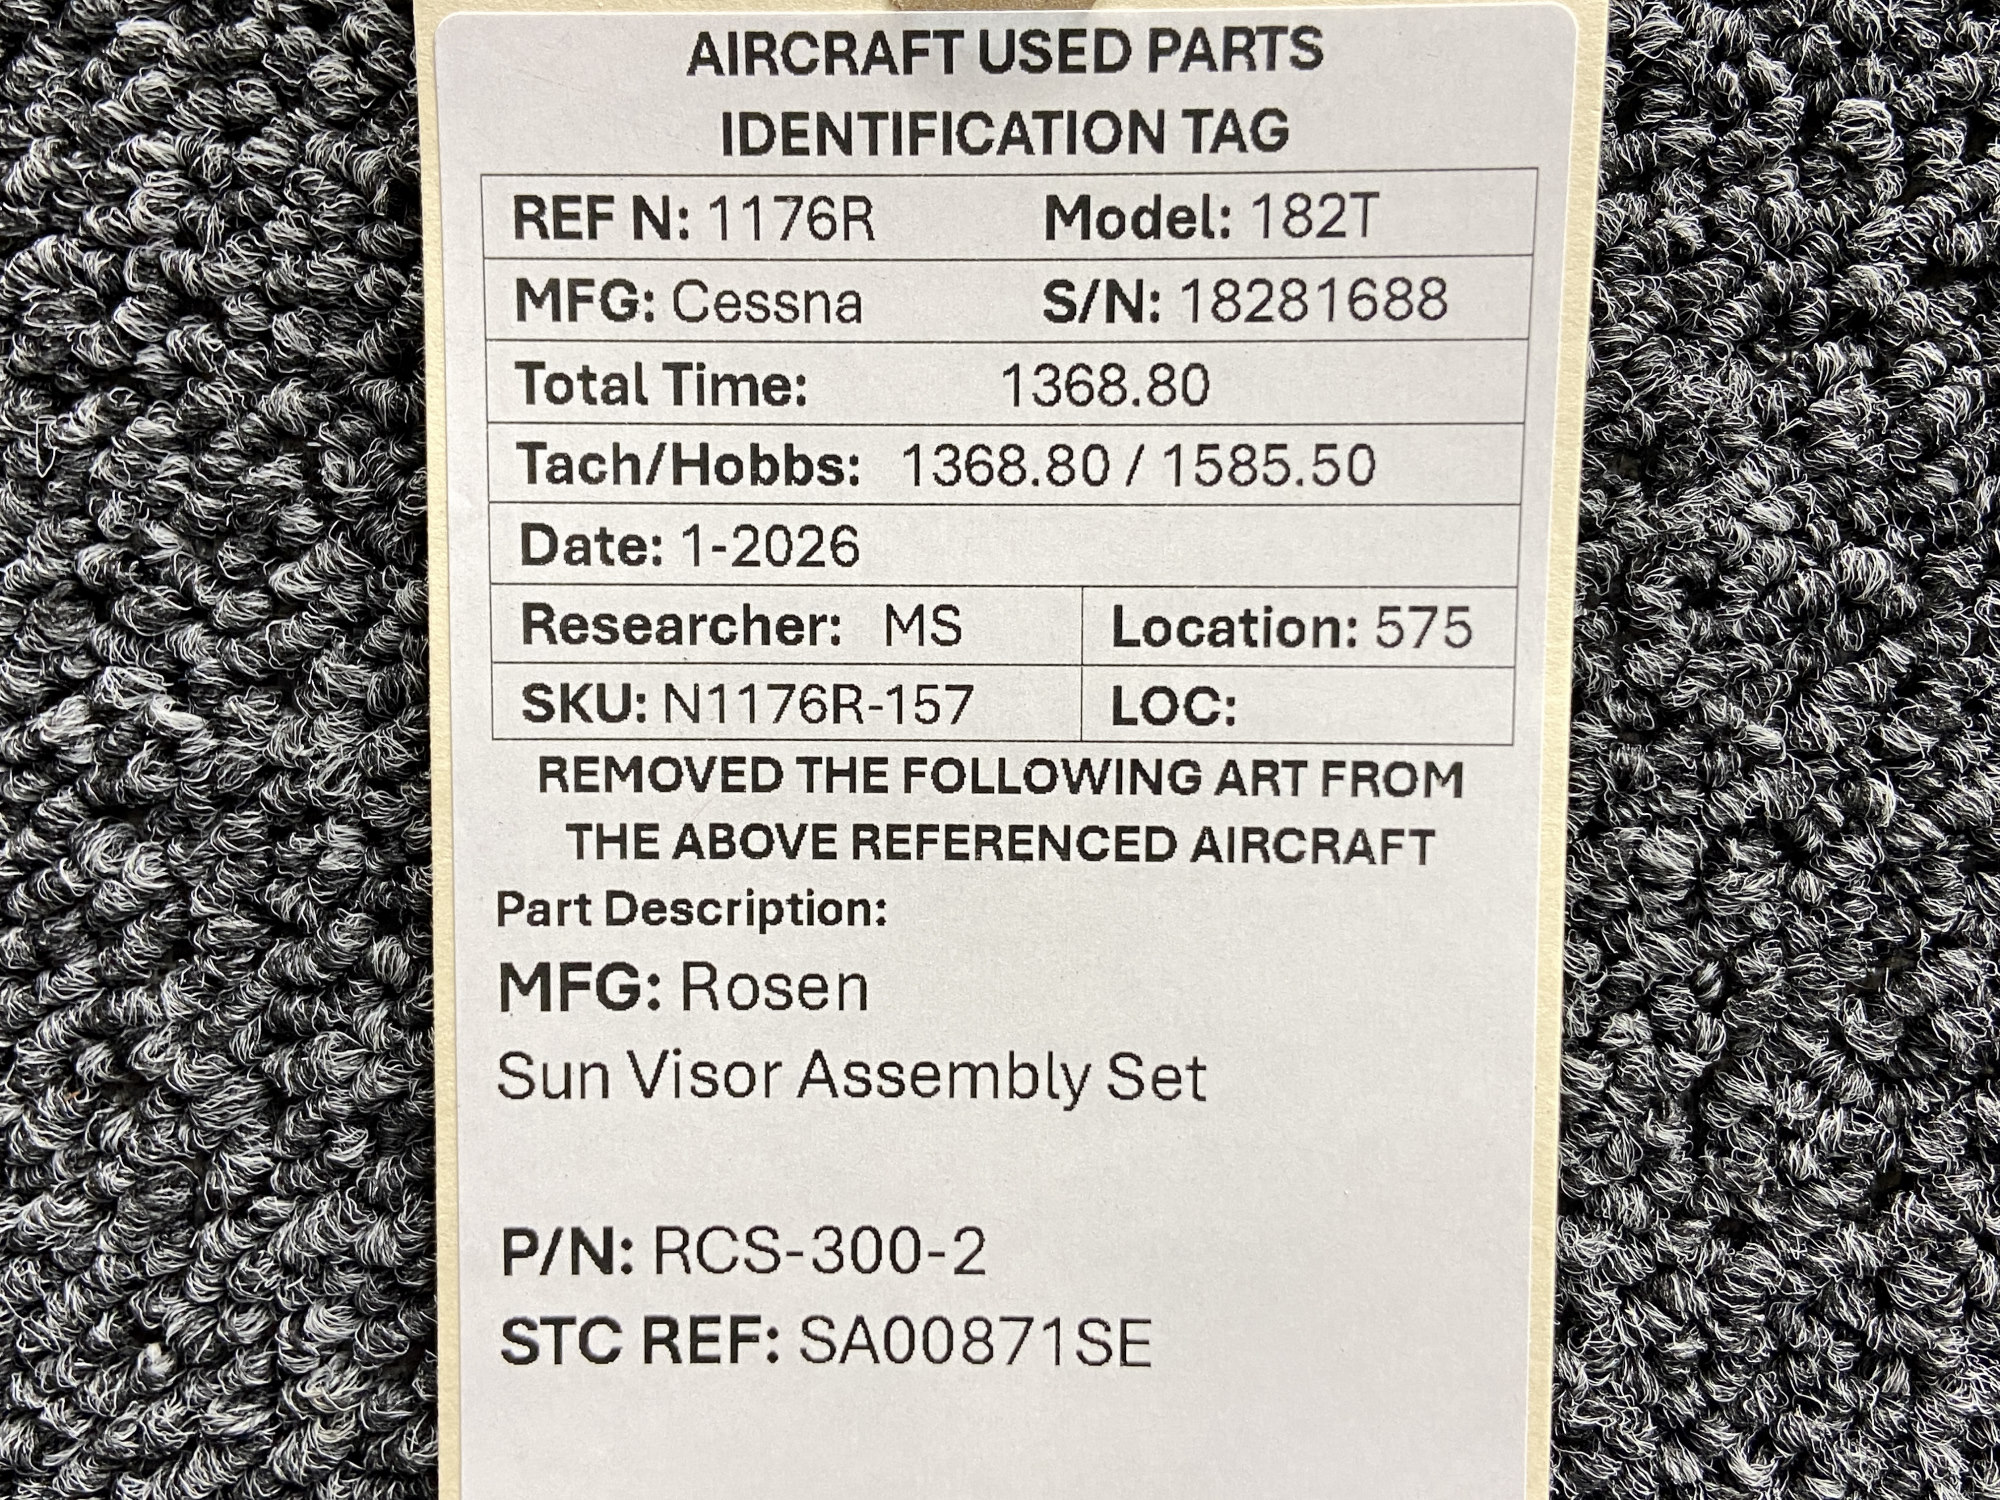 AIRCRAFT USED PARTS
IDENTIFICATION TAG
REF N: 1176R Model: 182T
MFG: Cessna S/N: 18281688
Total Time: 1368.80
Tach/Hobbs: 1368.80 / 1585.50
Date: 1-2026
Researcher: MS Location: 575
SKU: N1176R-157 LOC:
REMOVED THE FOLLOWING ART FROM
THE ABOVE REFERENCED AIRCRAFT
Part Description:
MFG: Rosen
Sun Visor Assembly Set
P/N: RCS-300-2
STC REF: SA00871SE